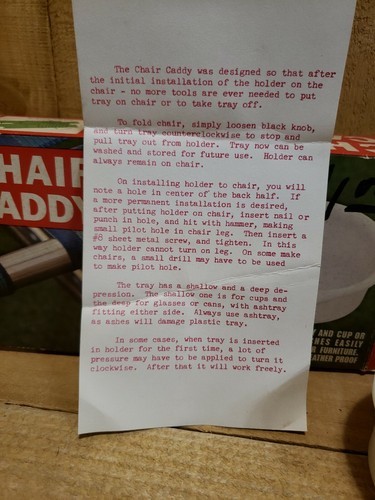 The Chair Caddy was designed so that after
the initial installation of the holder on the
chair - no more tools are ever needed to put
tray on chair or to take tray off.
To fold chair, simply loosen black knob,
and turn tray counterclockwise to stop and
pull tray out from holder. Tray now can be
washed and stored for future use. Holder can
always remain on chair.
On installing holder to chair, you will
note a hole in center of back half. If
a more permanent installation is desired,
after putting holder on chair, insert nail or
punch in hole, and hit with hammer, making
small pilot hole in chair leg. Then insert a
#8 sheet metal screw, and tighten. In this
way holder cannot turn on leg. On some make
chairs, a small drill may have to be used
to make pilot hole.
The tray has a shallow and a deep de-
pression. The shallow one is for cups and
the deep for glasses or cans, with ashtray
fitting either side. Always use ashtray,
as ashes will damage plastic tray.
In some cases, when tray is inserted
in holder for the first time, a lot of
pressure may have to be applied to turn it
clockwise. After that it will work freely.
HAIR
ADDY
AND CUP OR
HES EASILY
FURNITURE.
ATHER PROOF